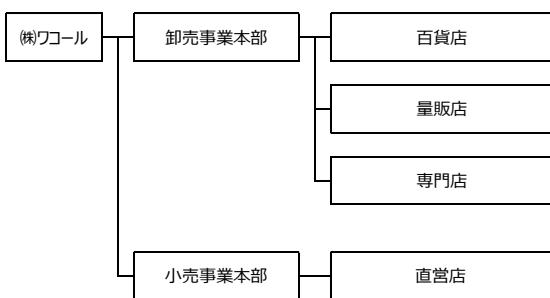 ㈱ワコール
卸売事業本部
百貨店
量販店
専門店
小売事業本部
直営店